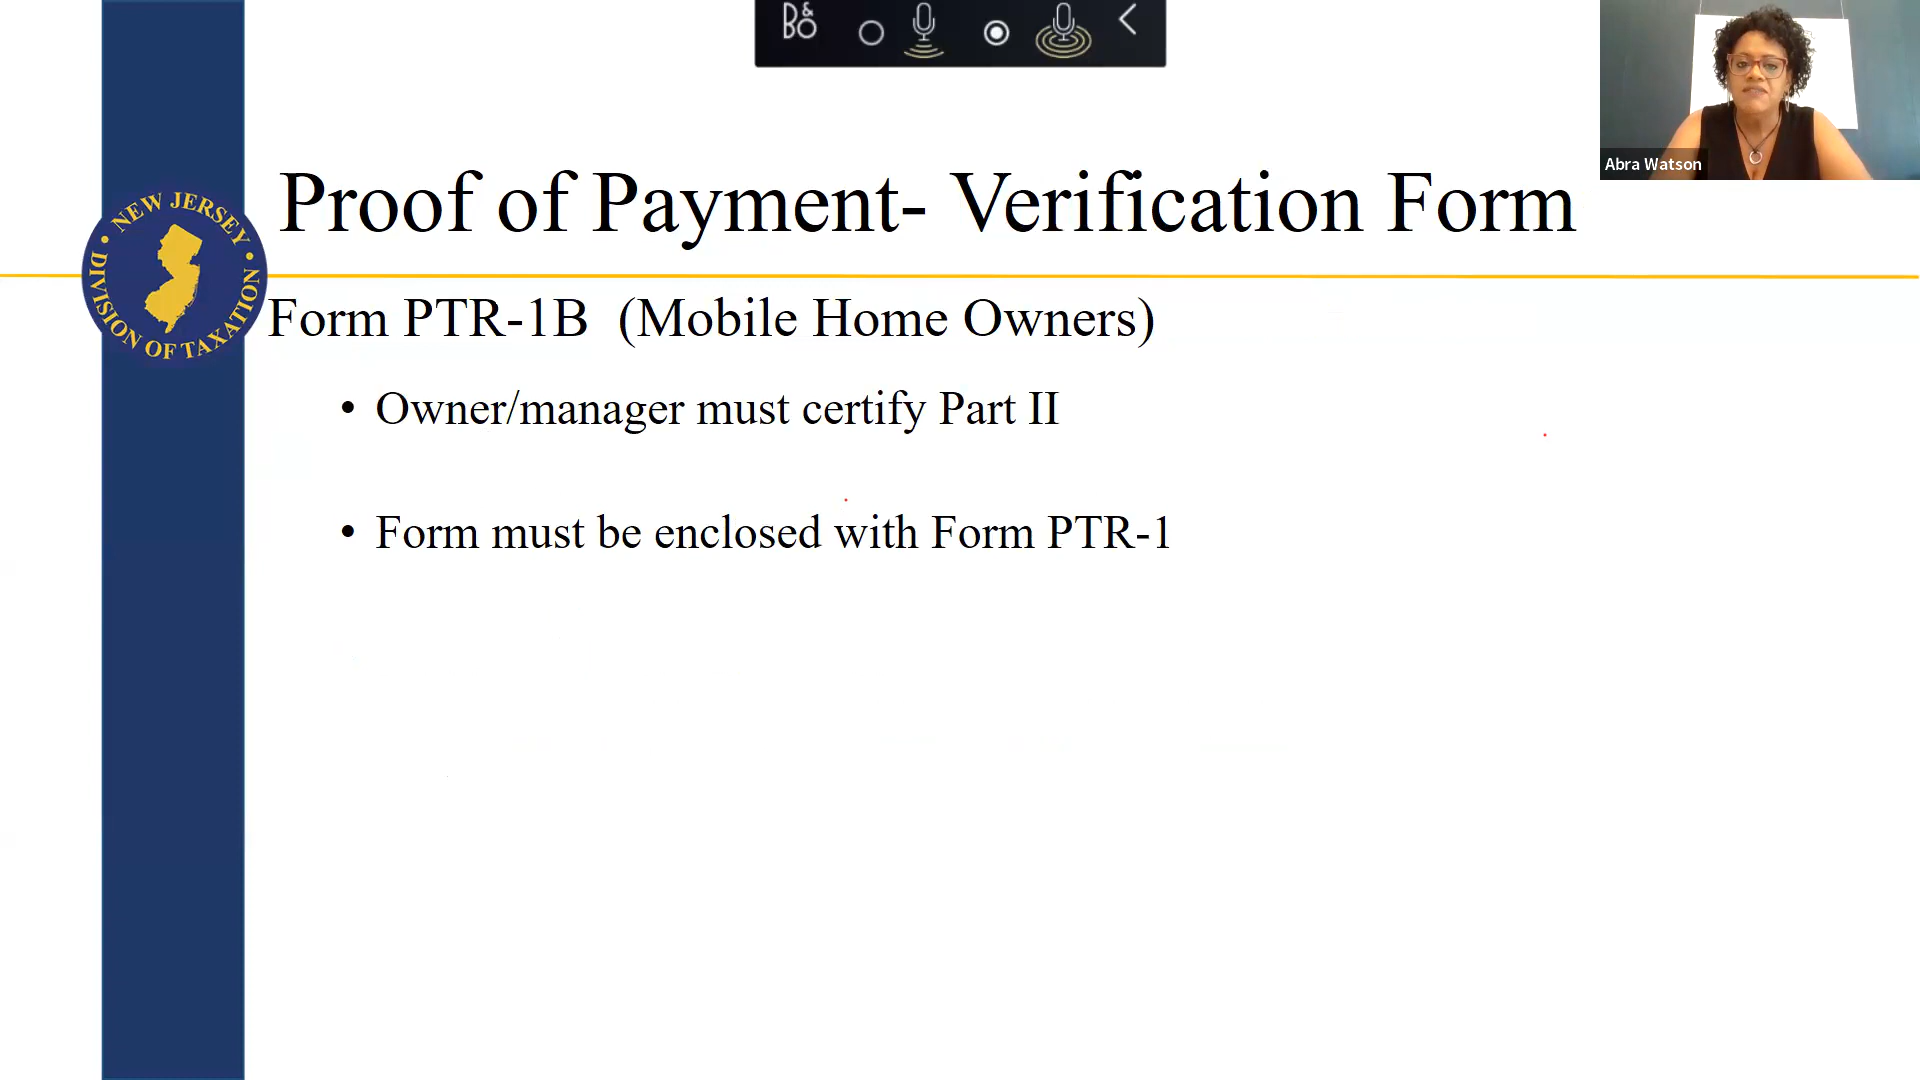 B&O
Abra Watson
Proof of Payment- Verification Form
• NEW JERSEY •
DIVISION OF TAXATION
Form PTR-1B (Mobile Home Owners)
• Owner/manager must certify Part II
• Form must be enclosed with Form PTR-1